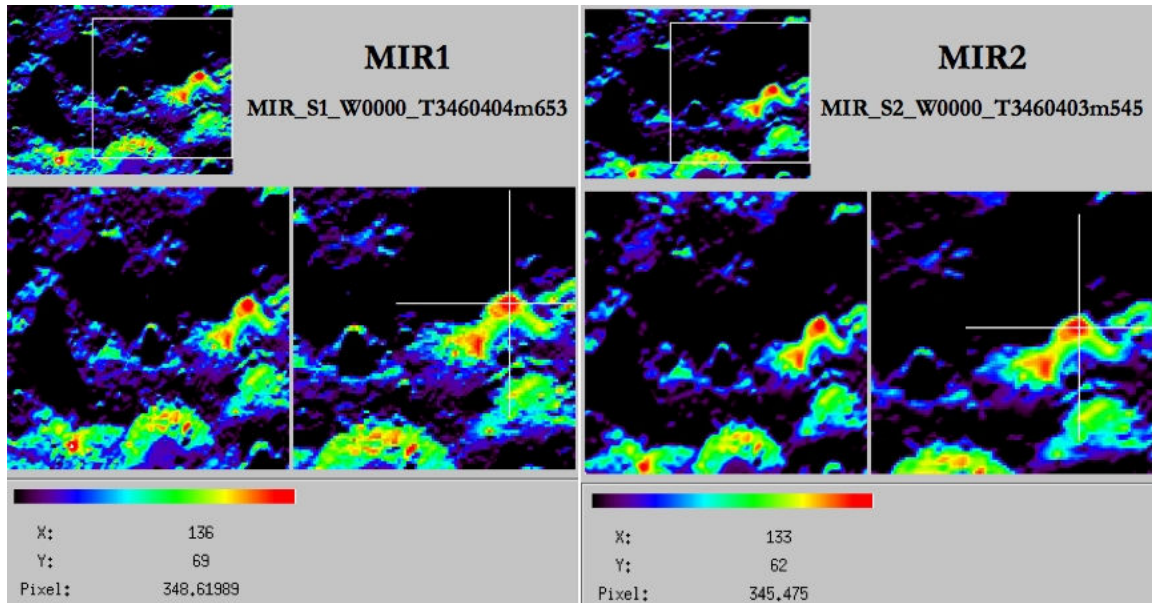 MIR1
MIR_S1_W0000_T3460404m653
X: 136
Y: 69
Pixel: 348.61989
MIR2
MIR_S2_W0000_T3460403m545
X: 133
Y: 62
Pixel: 345.475